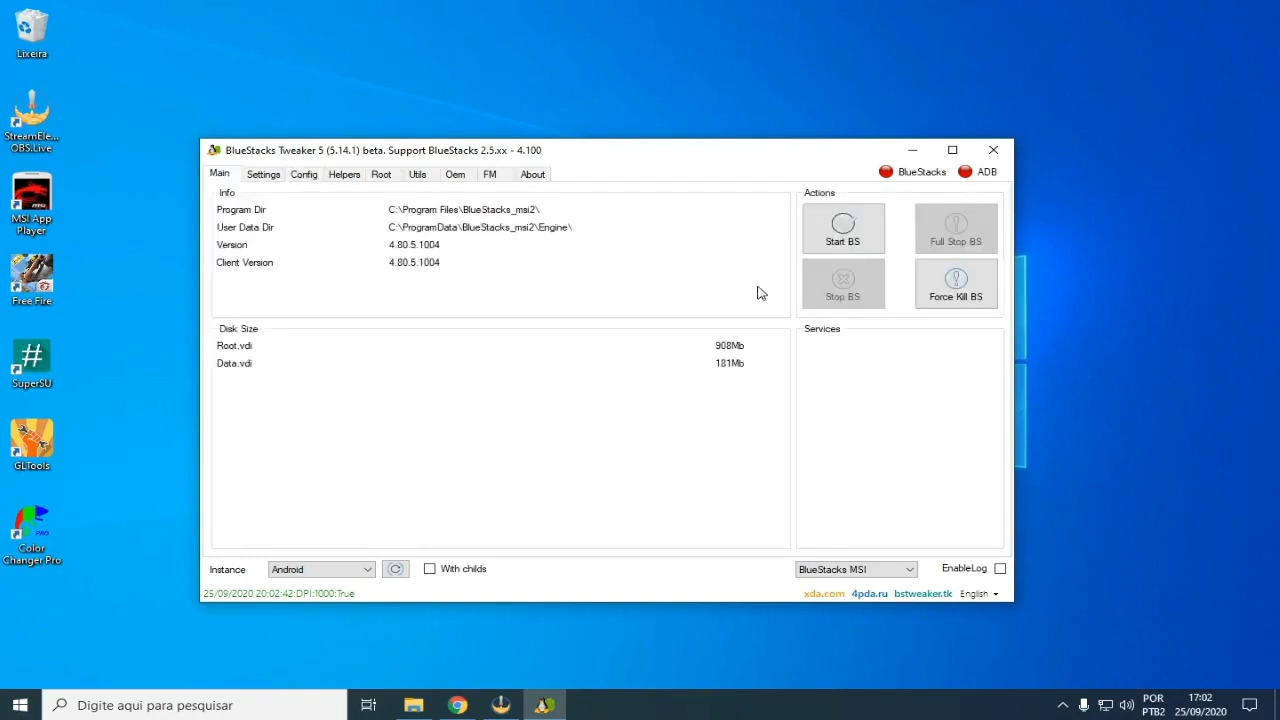 Lixeira
StreamEle...
OBS.Live
MSI App
Player
Free Fire
SuperSU
GLTools
Color
Changer Pro
BlueStacks Tweaker 5 (5.14.1) beta. Support BlueStacks 2.5.xx - 4.100
Main Settings Config Helpers Root Utils Oem FM About
BlueStacks ADB
Info
Program Dir C:\Program Files\BlueStacks_msi2\
User Data Dir C:\ProgramData\BlueStacks_msi2\Engine\
Version 4.80.5.1004
Client Version 4.80.5.1004
Actions
Start BS Full Stop BS
Stop BS Force Kill BS
Disk Size
Root.vdi 908Mb
Data.vdi 181Mb
Services
Instance Android With childs BlueStacks MSI EnableLog
25/09/2020 20:02:42:DPI:1000:True xda.com 4pda.ru bstweaker.tk English
Digite aqui para pesquisar
POR
PTB2
17:02
25/09/2020